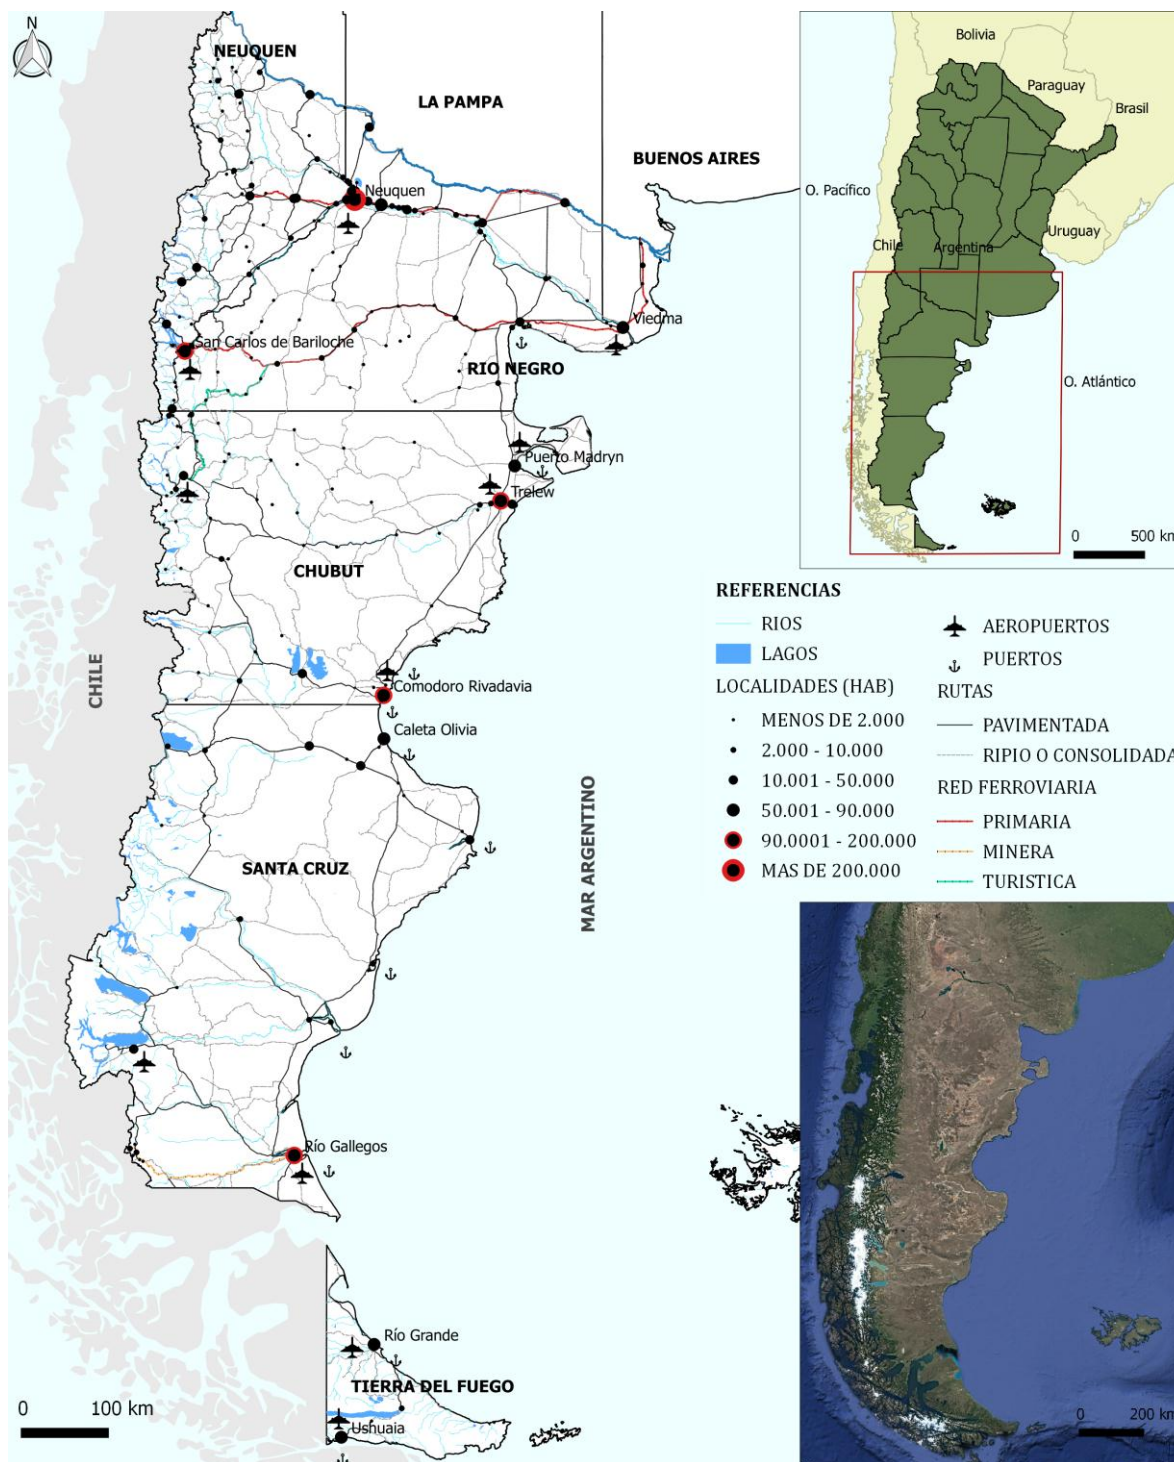 N
NEUQUEN
LA PAMPA
BUENOS AIRES
Neuquen
Viedma
San Carlos de Bariloche
RIO NEGRO
Puerto Madryn
Trelew
CHUBUT
CHILE
Comodoro Rivadavia
Caleta Olivia
MAR ARGENTINO
SANTA CRUZ
Río Gallegos
Río Grande
TIERRA DEL FUEGO
Ushuaia
0 100 km
Bolivia
Paraguay
Brasil
O. Pacífico
Uruguay
Chile
Argentina
O. Atlántico
0 500 km
REFERENCIAS
RIOS
LAGOS
LOCALIDADES (HAB)
MENOS DE 2.000
2.000 - 10.000
10.001 - 50.000
50.001 - 90.000
90.0001 - 200.000
MAS DE 200.000
AEROPUERTOS
PUERTOS
RUTAS
PAVIMENTADA
RIPIO O CONSOLIDADA
RED FERROVIARIA
PRIMARIA
MINERA
TURISTICA
0 200 km